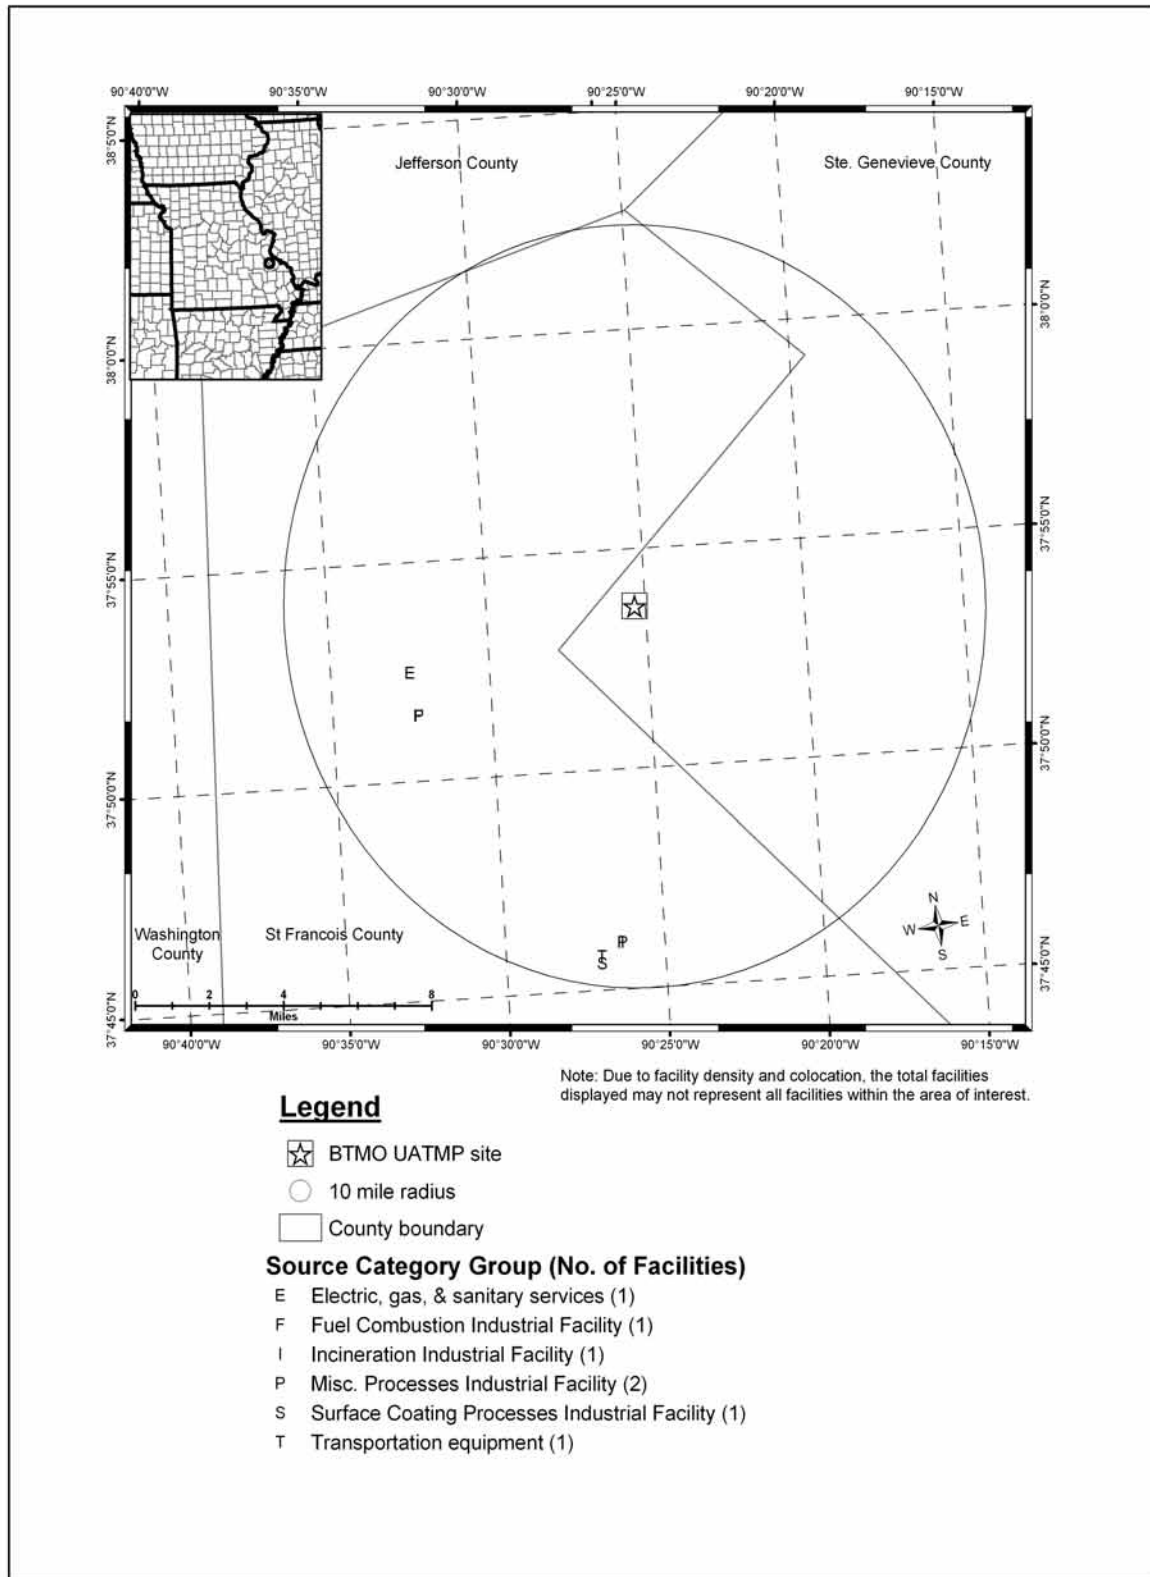 90°40'0"W 90°35'0"W 90°30'0"W 90°25'0"W 90°20'0"W 90°15'0"W
38°5'0"N
Jefferson County
Ste. Genevieve County
38°0'0"N
38°0'0"N
37°55'0"N
37°55'0"N
E
P
37°50'0"N
37°50'0"N
N
W E
S
Washington
County
St Francois County
P
T
S
37°45'0"N
0 2 4 8
Miles
37°45'0"N
90°40'0"W 90°35'0"W 90°30'0"W 90°25'0"W 90°20'0"W 90°15'0"W
Note: Due to facility density and colocation, the total facilities
displayed may not represent all facilities within the area of interest.
Legend
BTMO UATMP site
10 mile radius
County boundary
Source Category Group (No. of Facilities)
E Electric, gas, & sanitary services (1)
F Fuel Combustion Industrial Facility (1)
I Incineration Industrial Facility (1)
P Misc. Processes Industrial Facility (2)
S Surface Coating Processes Industrial Facility (1)
T Transportation equipment (1)